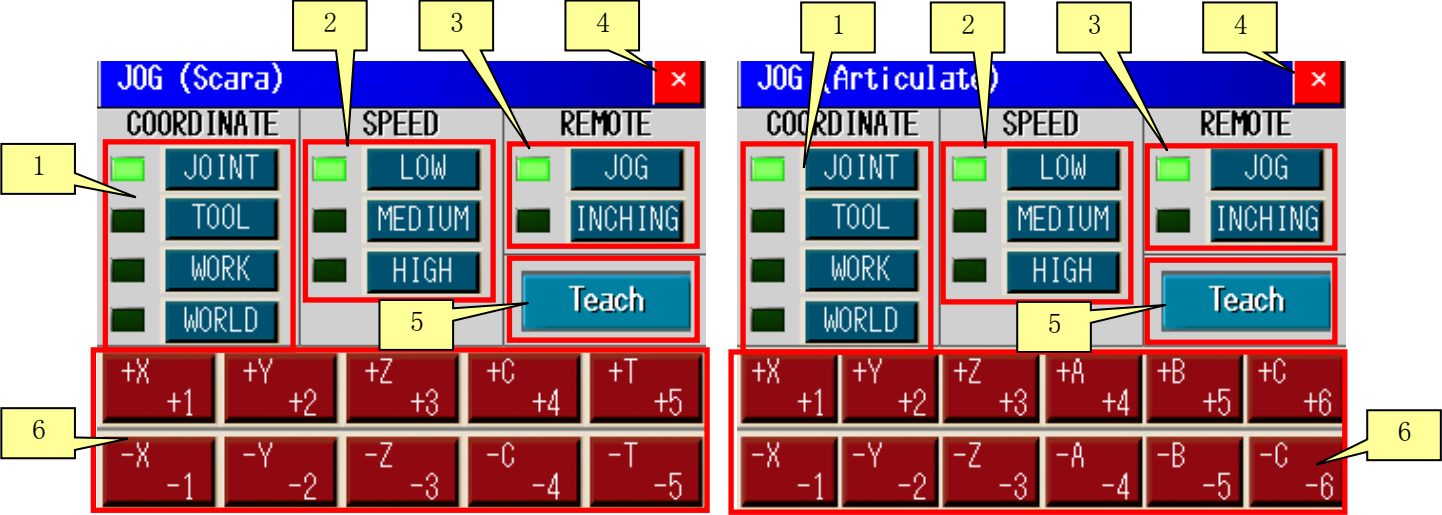 2 3 4 1 2 3 4
JOG (Scara) × JOG (Articulate) ×
COORDINATE SPEED REMOTE COORDINATE SPEED REMOTE
1 JOINT LOW JOG JOINT LOW JOG
TOOL MEDIUM INCHING TOOL MEDIUM INCHING
WORK HIGH WORK HIGH
Teach Teach
WORLD 5 WORLD 5
+X +Y +Z +C +T +X +Y +Z +A +B +C
+1 +2 +3 +4 +5 +1 +2 +3 +4 +5 +6
6 6
-X -Y -Z -C -T -X -Y -Z -A -B -C
-1 -2 -3 -4 -5 -1 -2 -3 -4 -5 -6